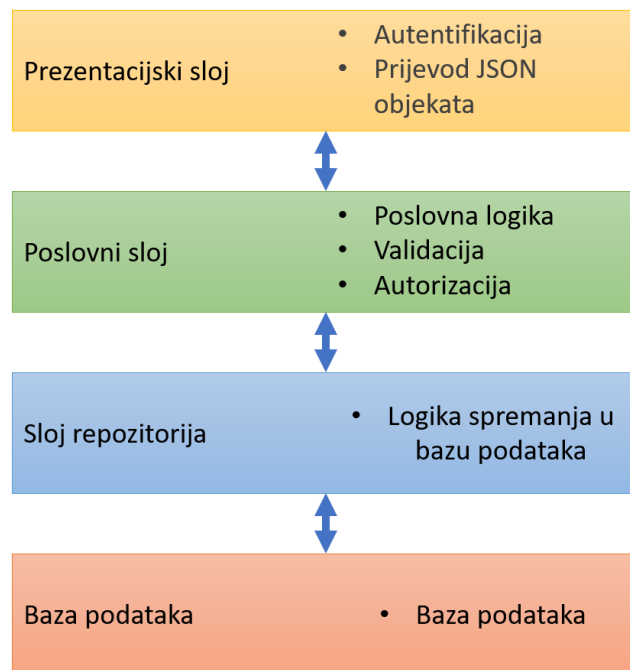 Prezentacijski sloj
• Autentifikacija
• Prijevod JSON
objekata
Poslovni sloj
• Poslovna logika
• Validacija
• Autorizacija
Sloj repozitorija
• Logika spremanja u
bazu podataka
Baza podataka
• Baza podataka